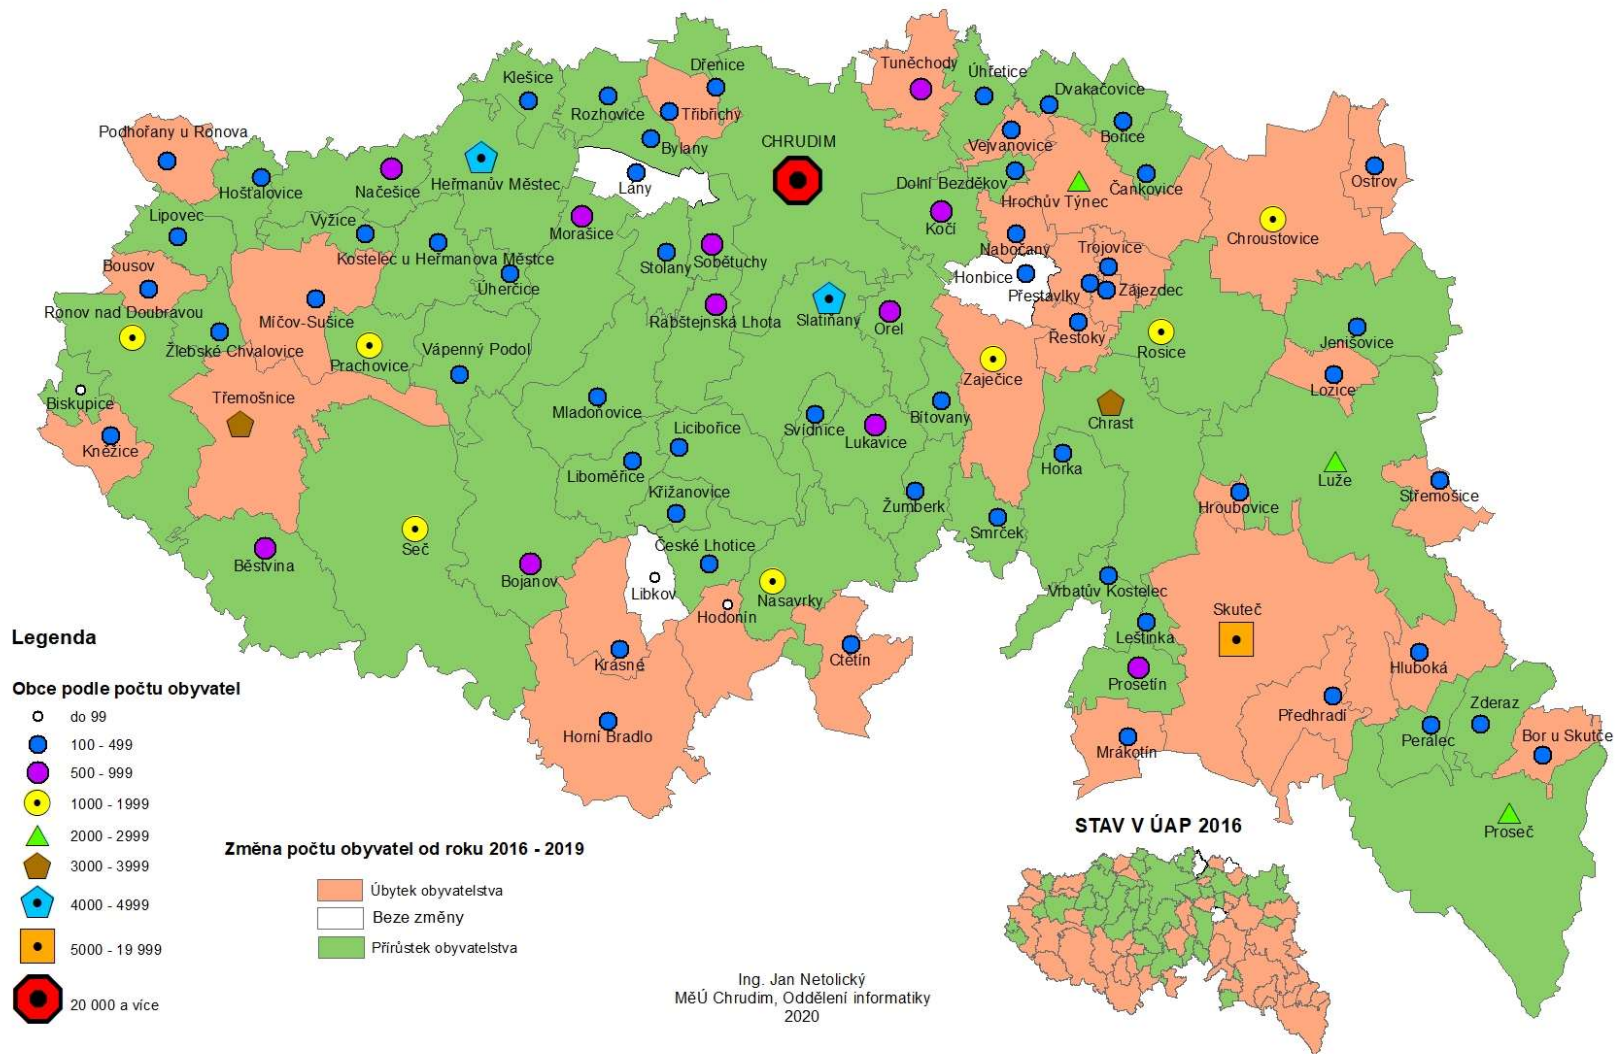 Dřenice
Tuněchody
Úhřetice
Klešice
Dvakačovice
Rozhovice
Třibřichy
Bořice
Podhořany u Ronova
CHRUDIM
Vejvanovice
Bylany
Hošťalovice
Načešice
Heřmanův Městec
Lány
Dolní Bezděkov
Čankovice
Ostrov
Hrochův Týnec
Lipovec
Vyžice
Morašice
Kočí
Chroustovice
Nabočany
Trojovice
Kostelec u Heřmanova Městce
Stolany
Sobětuchy
Bousov
Honbice
Úherčice
Přestavlky
Zájezdec
Ronov nad Doubravou
Míčov-Sušice
Rabštejnská Lhota
Slatiňany
Orel
Řestoky
Jenišovice
Žlebské Chvalovice
Vápenný Podol
Rosice
Prachovice
Zaječice
Lozice
Třemošnice
Biskupice
Mladoňovice
Bítovany
Chrast
Licibořice
Svídnice
Lukavice
Kněžice
Horka
Liboměřice
Luže
Křižanovice
Střemošice
Žumberk
Hroubovice
Smrček
Seč
České Lhotice
Běstvina
Bojanov
Libkov
Nasavrky
Vrbatův Kostelec
Hodonín
Skuteč
Leštinka
Krásné
Ctětín
Hluboká
Prosetín
Zderaz
Předhradí
Horní Bradlo
Perálec
Bor u Skutče
Mrákotín
Proseč
Legenda
Obce podle počtu obyvatel
do 99
100 - 499
500 - 999
1000 - 1999
2000 - 2999
3000 - 3999
4000 - 4999
5000 - 19 999
20 000 a více
Změna počtu obyvatel od roku 2016 - 2019
Úbytek obyvatelstva
Beze změny
Přírůstek obyvatelstva
STAV V ÚAP 2016
Ing. Jan Netolický
MěÚ Chrudim, Oddělení informatiky
2020